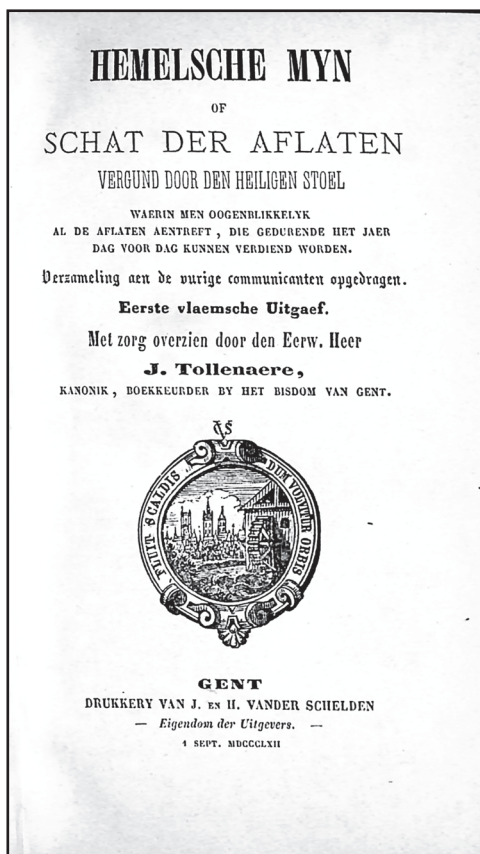 HEMELSCHE MYN
OF
SCHAT DER AFLATEN
VERGUND DOOR DEN HEILIGEN STOEL
WAERIN MEN OOGENBLIKKELYK
AL DE AFLATEN AENTREFT, DIE GEDURENDE HET JAER
DAG VOOR DAG KUNNEN VERDIEND WORDEN.
Verzameling aen de vurige communicanten opgedragen.
Eerste vlaemsche Uitgaef.
Met zorg overzien door den Eerw. Heer
J. Tollenaere,
KANONIK, BOEKKEURDER BY HET BISDOM VAN GENT.
FLUIT SCALDIS DUM VOLVITUR ORBIS
GENT
DRUKKERY VAN J. EN H. VANDER SCHELDEN
— Eigendom der Uitgevers. —
1 SEPT. MDCCCLXII